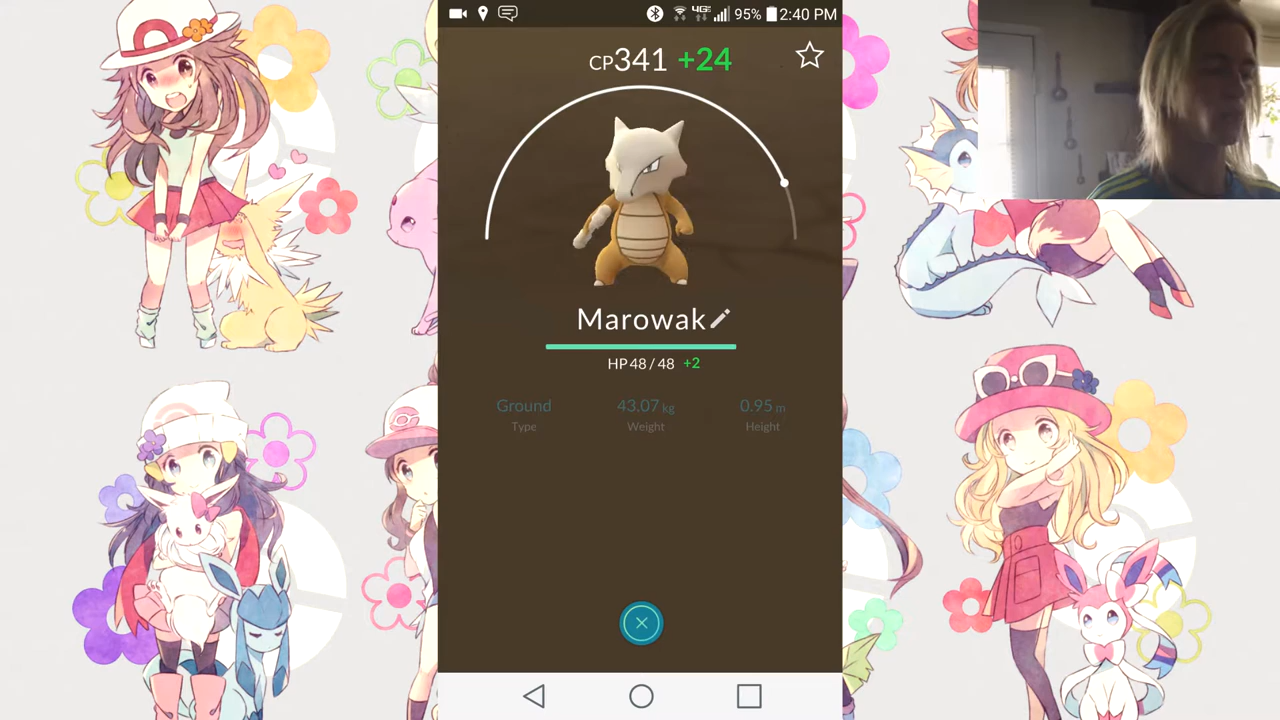 4G 95% 2:40 PM
CP341 +24
Marowak
HP 48 / 48 +2
Ground 43.07 kg 0.95 m
Type Weight Height